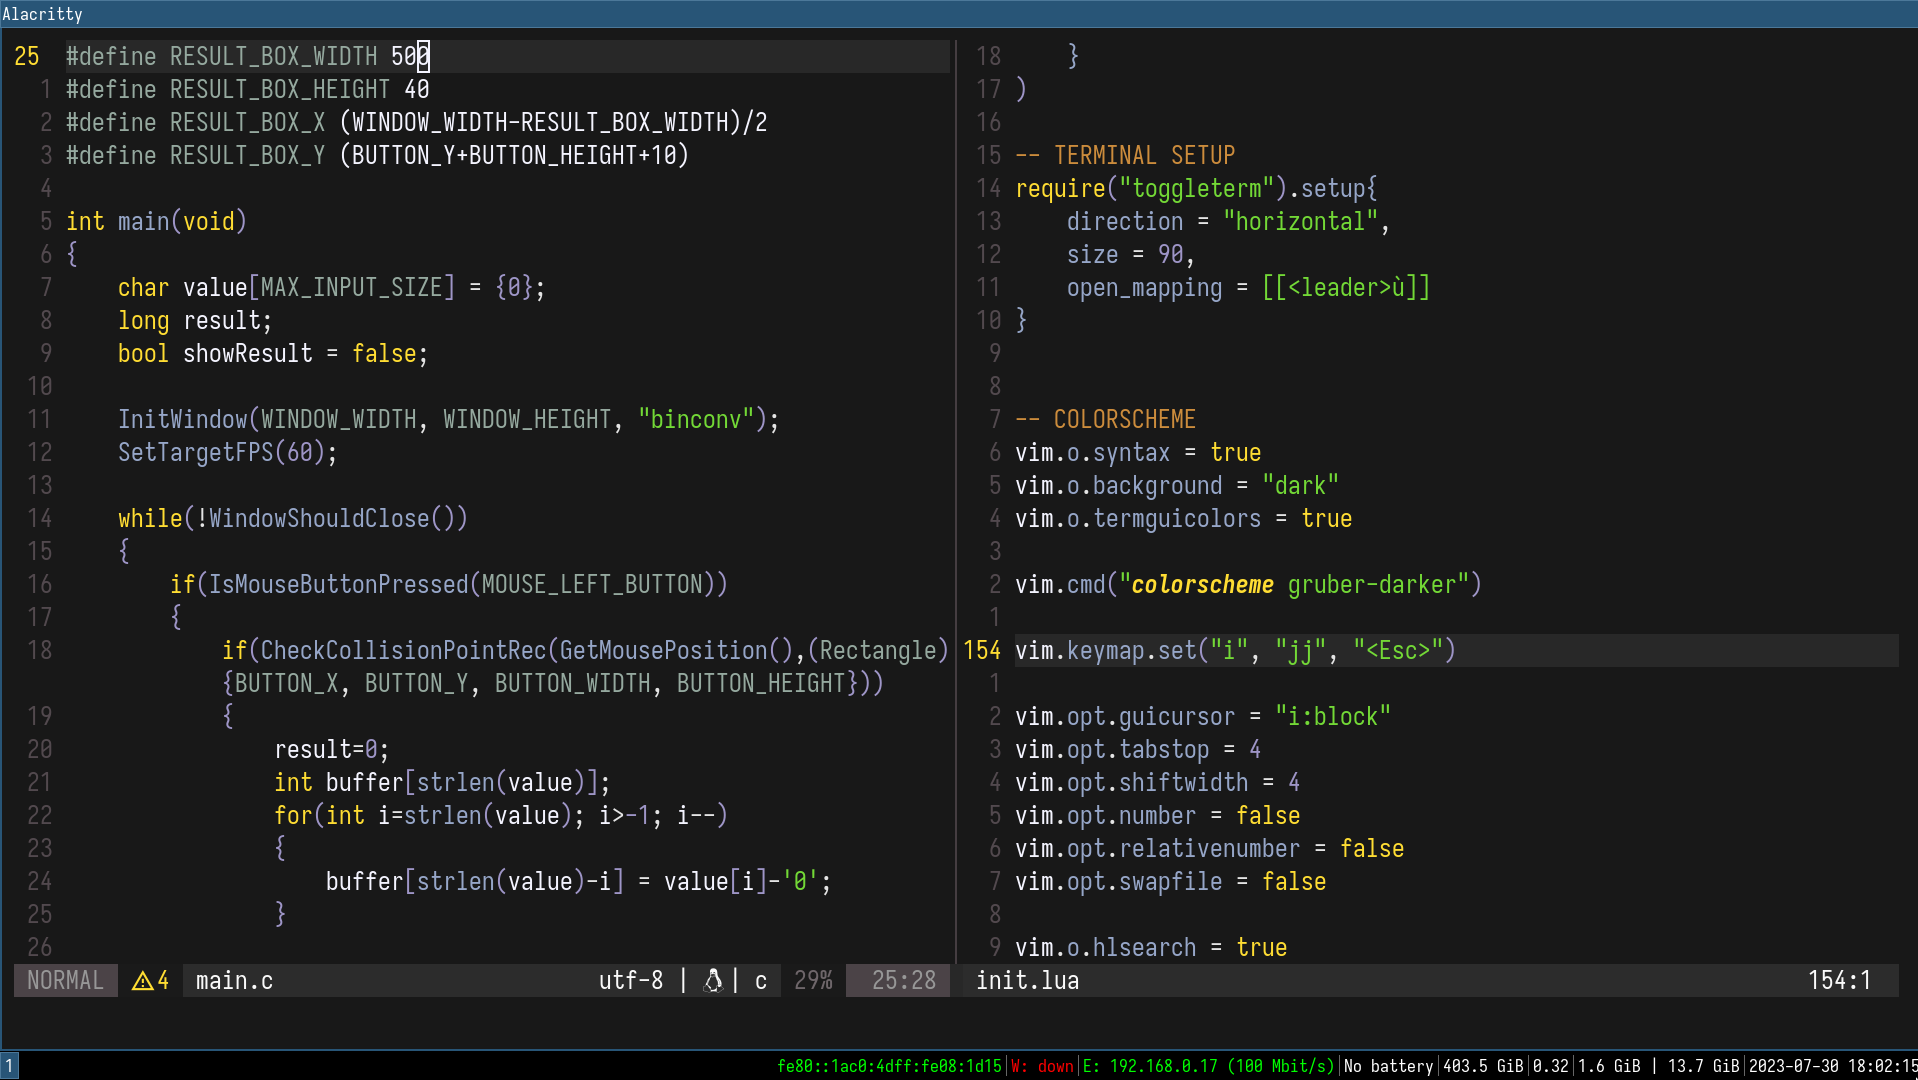 Alacritty
25 #define RESULT_BOX_WIDTH 500
1 #define RESULT_BOX_HEIGHT 40
2 #define RESULT_BOX_X (WINDOW_WIDTH-RESULT_BOX_WIDTH)/2
3 #define RESULT_BOX_Y (BUTTON_Y+BUTTON_HEIGHT+10)
4
5 int main(void)
6 {
7     char value[MAX_INPUT_SIZE] = {0};
8     long result;
9     bool showResult = false;
10
11     InitWindow(WINDOW_WIDTH, WINDOW_HEIGHT, "binconv");
12     SetTargetFPS(60);
13
14     while(!WindowShouldClose())
15     {
16         if(IsMouseButtonPressed(MOUSE_LEFT_BUTTON))
17         {
18             if(CheckCollisionPointRec(GetMousePosition(),(Rectangle)
{BUTTON_X, BUTTON_Y, BUTTON_WIDTH, BUTTON_HEIGHT}))
19             {
20                 result=0;
21                 int buffer[strlen(value)];
22                 for(int i=strlen(value); i>-1; i--)
23                 {
24                     buffer[strlen(value)-i] = value[i]-'0';
25                 }
26
NORMAL 4 main.c utf-8 | | c 29% 25:28
18     }
17 )
16
15 -- TERMINAL SETUP
14 require("toggleterm").setup{
13     direction = "horizontal",
12     size = 90,
11     open_mapping = [[<leader>ù]]
10 }
9
8
7 -- COLORSCHEME
6 vim.o.syntax = true
5 vim.o.background = "dark"
4 vim.o.termguicolors = true
3
2 vim.cmd("colorscheme gruber-darker")
1
154 vim.keymap.set("i", "jj", "<Esc>")
1
2 vim.opt.guicursor = "i:block"
3 vim.opt.tabstop = 4
4 vim.opt.shiftwidth = 4
5 vim.opt.number = false
6 vim.opt.relativenumber = false
7 vim.opt.swapfile = false
8
9 vim.o.hlsearch = true
init.lua 154:1
1 fe80::1ac0:4dff:fe08:1d15|W: down|E: 192.168.0.17 (100 Mbit/s)|No battery|403.5 GiB|0.32|1.6 GiB | 13.7 GiB|2023-07-30 18:02:15